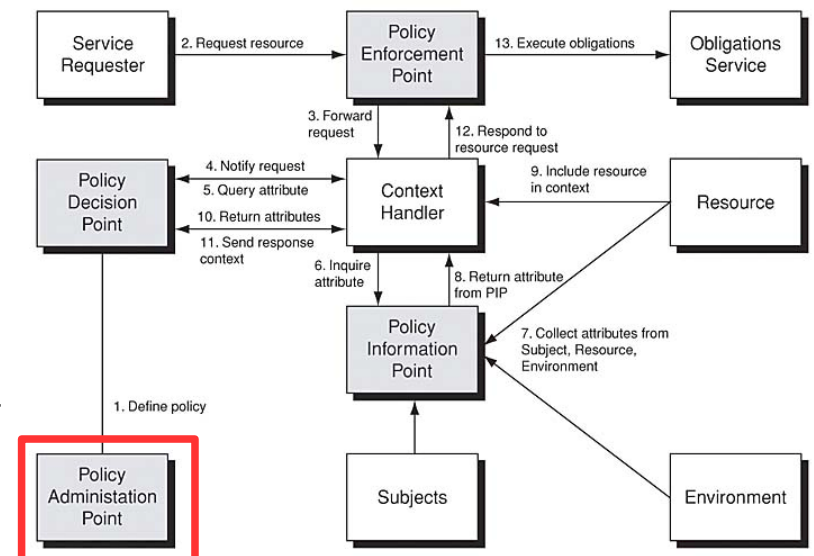 Service
Requester
2. Request resource
Policy
Enforcement
Point
13. Execute obligations
Obligations
Service
3. Forward
request
12. Respond to
resource request
Policy
Decision
Point
4. Notify request
5. Query attribute
10. Return attributes
11. Send response
context
Context
Handler
9. Include resource
in context
Resource
6. Inquire
attribute
8. Return attribute
from PIP
Policy
Information
Point
7. Collect attributes from
Subject, Resource,
Environment
1. Define policy
Policy
Administation
Point
Subjects
Environment